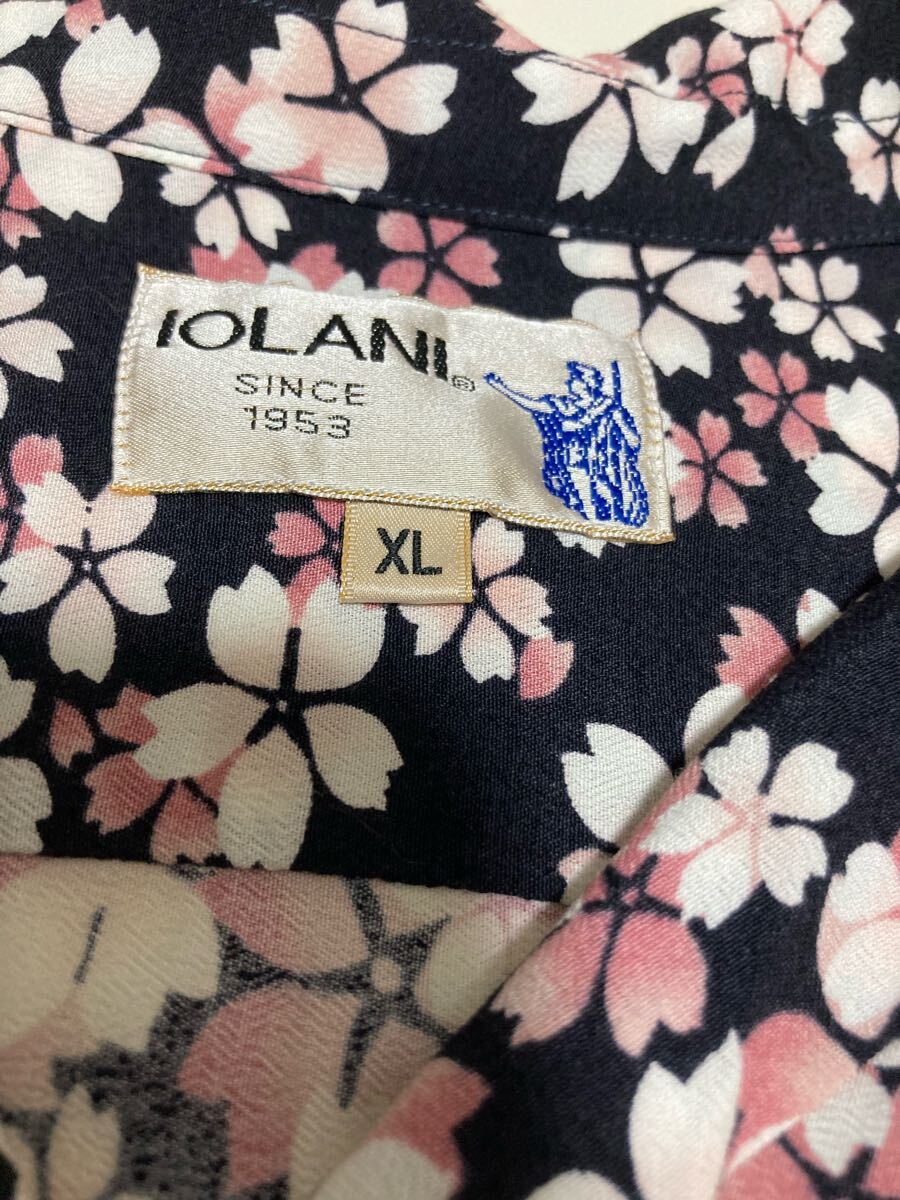 IOLANI®
SINCE
1953
XL